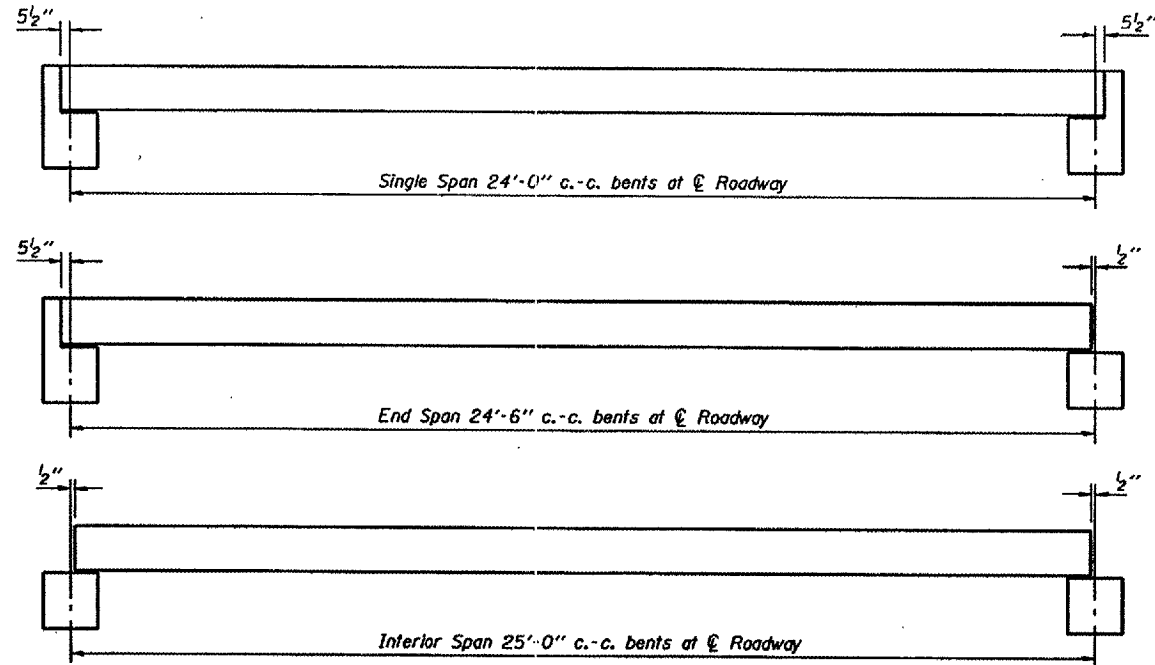 5½" 5½"
Single Span 24'-0" c.-c. bents at ℄ Roadway
5½" ½"
End Span 24'-6" c.-c. bents at ℄ Roadway
½" ½"
Interior Span 25'-0" c.-c. bents at ℄ Roadway